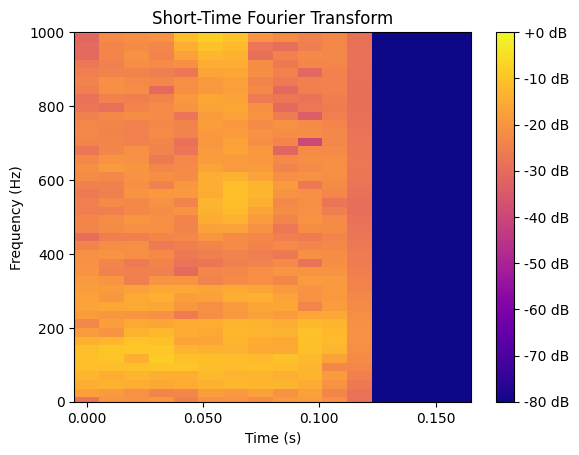 Short-Time Fourier Transform
Frequency (Hz)
1000
800
600
400
200
0
0.000
0.050
0.100
0.150
Time (s)
+0 dB
-10 dB
-20 dB
-30 dB
-40 dB
-50 dB
-60 dB
-70 dB
-80 dB